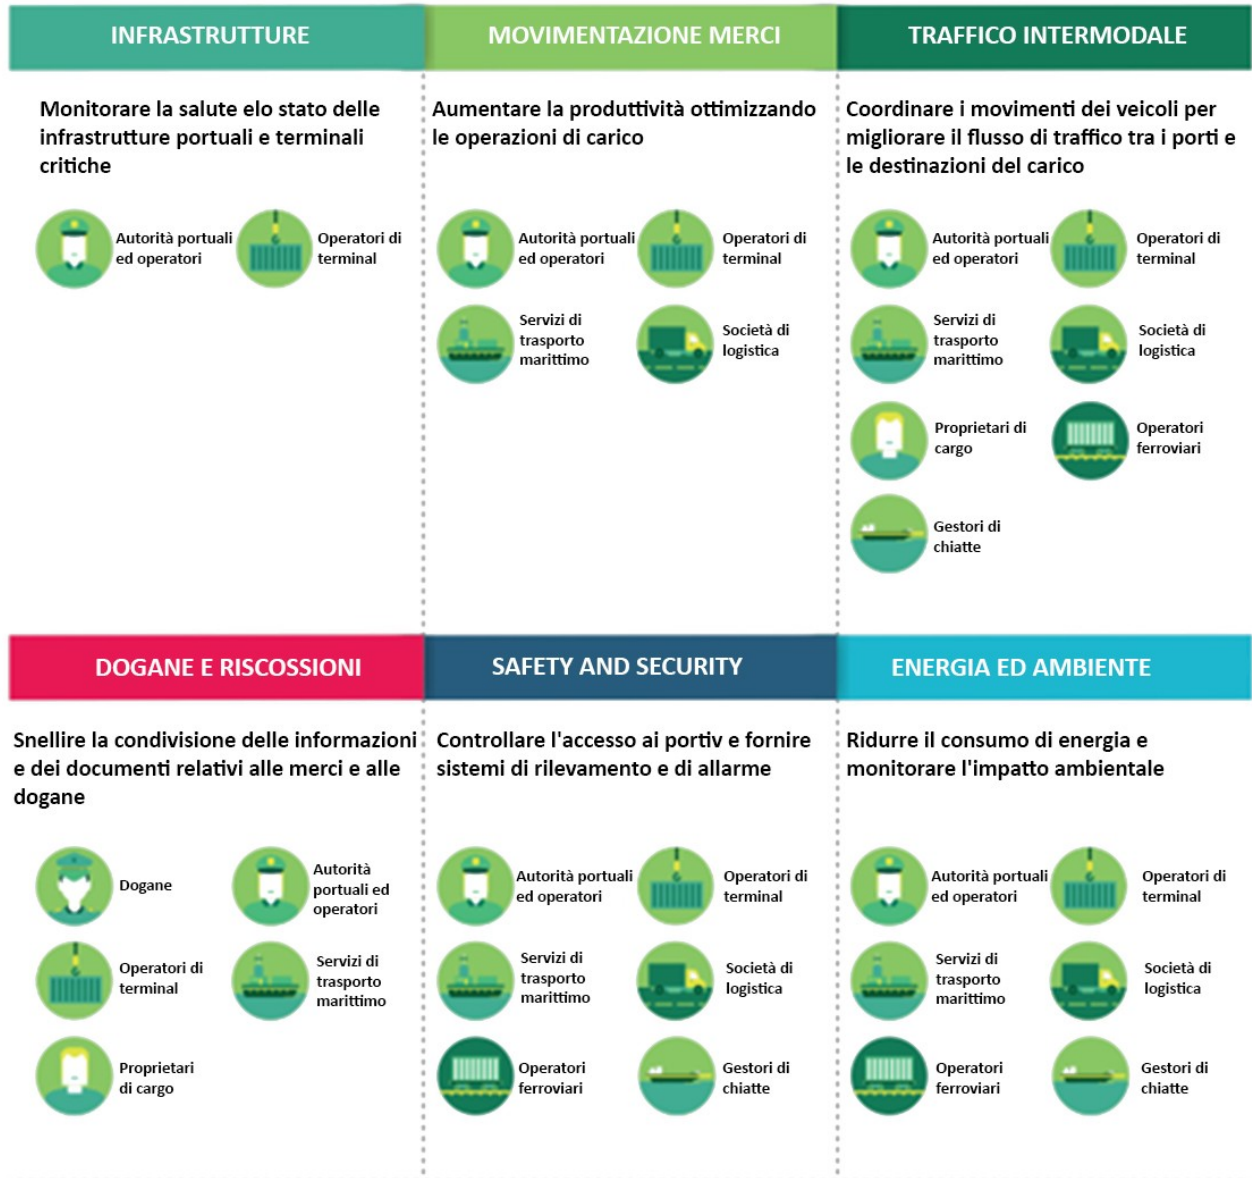 INFRASTRUTTURE
Monitorare la salute elo stato delle
infrastrutture portuali e terminali
critiche
Autorità portuali
ed operatori
Operatori di
terminal
MOVIMENTAZIONE MERCI
Aumentare la produttività ottimizzando
le operazioni di carico
Autorità portuali
ed operatori
Operatori di
terminal
Servizi di
trasporto
marittimo
Società di
logistica
TRAFFICO INTERMODALE
Coordinare i movimenti dei veicoli per
migliorare il flusso di traffico tra i porti e
le destinazioni del carico
Autorità portuali
ed operatori
Operatori di
terminal
Servizi di
trasporto
marittimo
Società di
logistica
Proprietari di
cargo
Operatori
ferroviari
Gestori di
chiatte
DOGANE E RISCOSSIONI
Snellire la condivisione delle informazioni
e dei documenti relativi alle merci e alle
dogane
Dogane
Autorità
portuali ed
operatori
Operatori di
terminal
Servizi di
trasporto
marittimo
Proprietari
di cargo
SAFETY AND SECURITY
Controllare l'accesso ai portiv e fornire
sistemi di rilevamento e di allarme
Autorità portuali
ed operatori
Operatori di
terminal
Servizi di
trasporto
marittimo
Società di
logistica
Operatori
ferroviari
Gestori di
chiatte
ENERGIA ED AMBIENTE
Ridurre il consumo di energia e
monitorare l'impatto ambientale
Autorità portuali
ed operatori
Operatori di
terminal
Servizi di
trasporto
marittimo
Società di
logistica
Operatori
ferroviari
Gestori di
chiatte